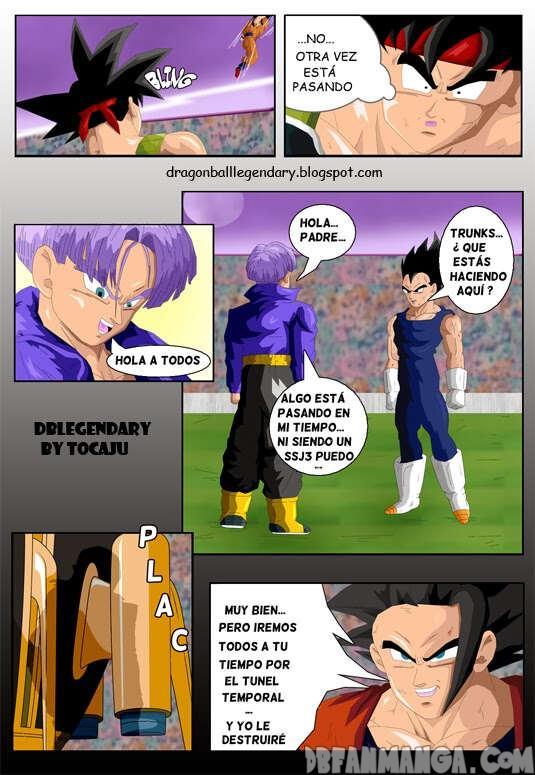 ...NO...
OTRA VEZ
ESTÁ
PASANDO
BLING
dragonballlegendary.blogspot.com
HOLA A TODOS
HOLA...
PADRE...
TRUNKS...
¿ QUE
ESTÁS
HACIENDO
AQUÍ ?
ALGO ESTÁ
PASANDO EN
MI TIEMPO...
NI SIENDO UN
SSJ3 PUEDO
...
DBLEGENDARY
BY TOCAJU
PLAC
MUY BIEN...
PERO IREMOS
TODOS A TU
TIEMPO POR
EL TUNEL
TEMPORAL
...
Y YO LE
DESTRUIRÉ
DBFANMANGA.COM